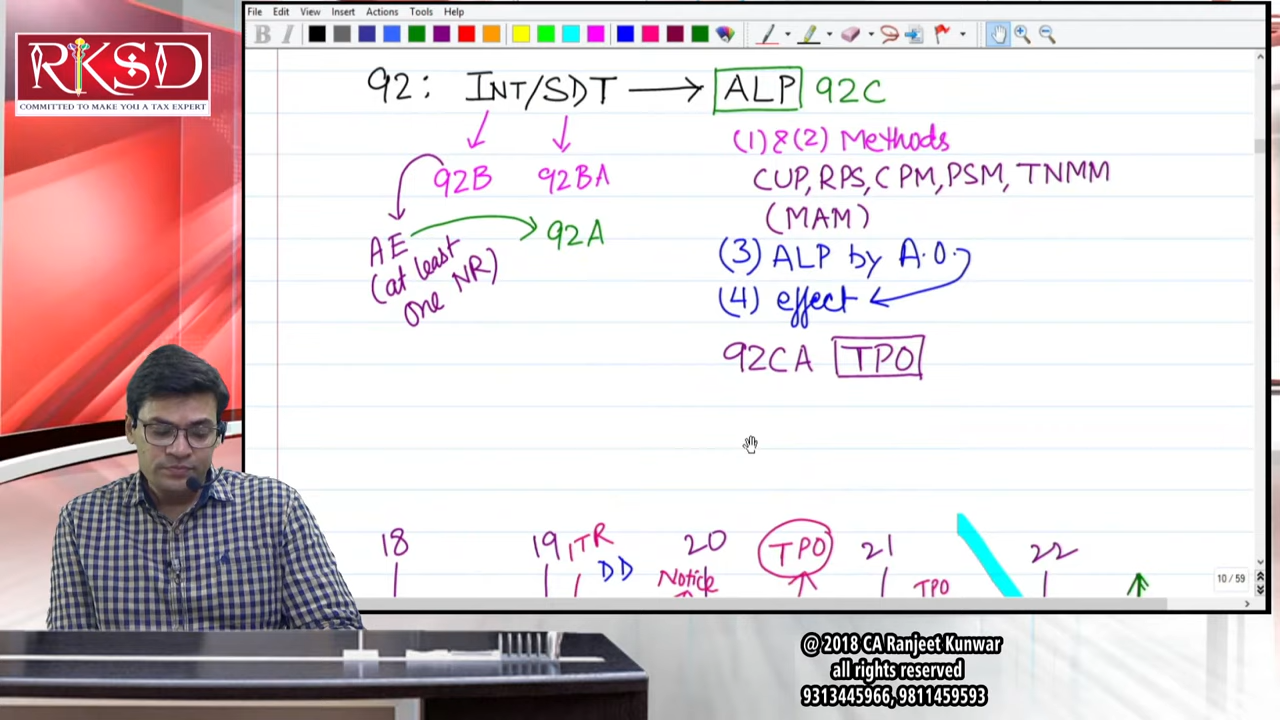 File Edit View Insert Actions Tools Help
B I
RKSD
COMMITTED TO MAKE YOU A TAX EXPERT
92: INT/SDT → ALP 92C
92B 92BA
AE
(at least
one NR)
92A
(1) & (2) Methods
CUP, RPS, CPM, PSM, TNMM
(MAM)
(3) ALP by A.O.
(4) effect
92CA TPO
18 19 ITR 20 TPO 21 22
DD Notice TPO
10 / 59
@ 2018 CA Ranjeet Kunwar
all rights reserved
9313445966, 9811459593